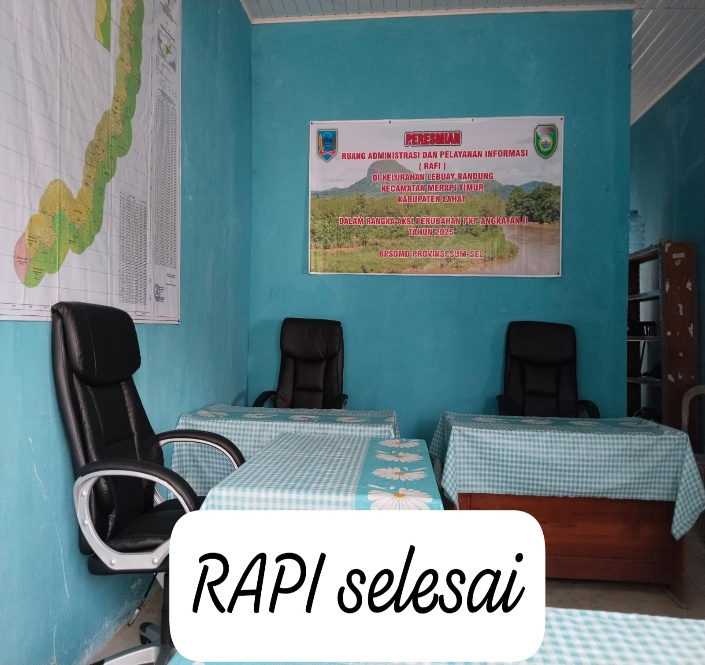 PERESMIAN
RUANG ADMINISTRASI DAN PELAYANAN INFORMASI
( RAFI )
DI KELURAHAN LEBUAY BANDUNG
KECAMATAN MERAPI TIMUR
KABUPATEN LAHAT
DALAM RANGKA AKSI PERUBAHAN PKP ANGKATAN II
TAHUN 2025
BPSDMD PROVINSI SUM-SEL
RAPI selesai